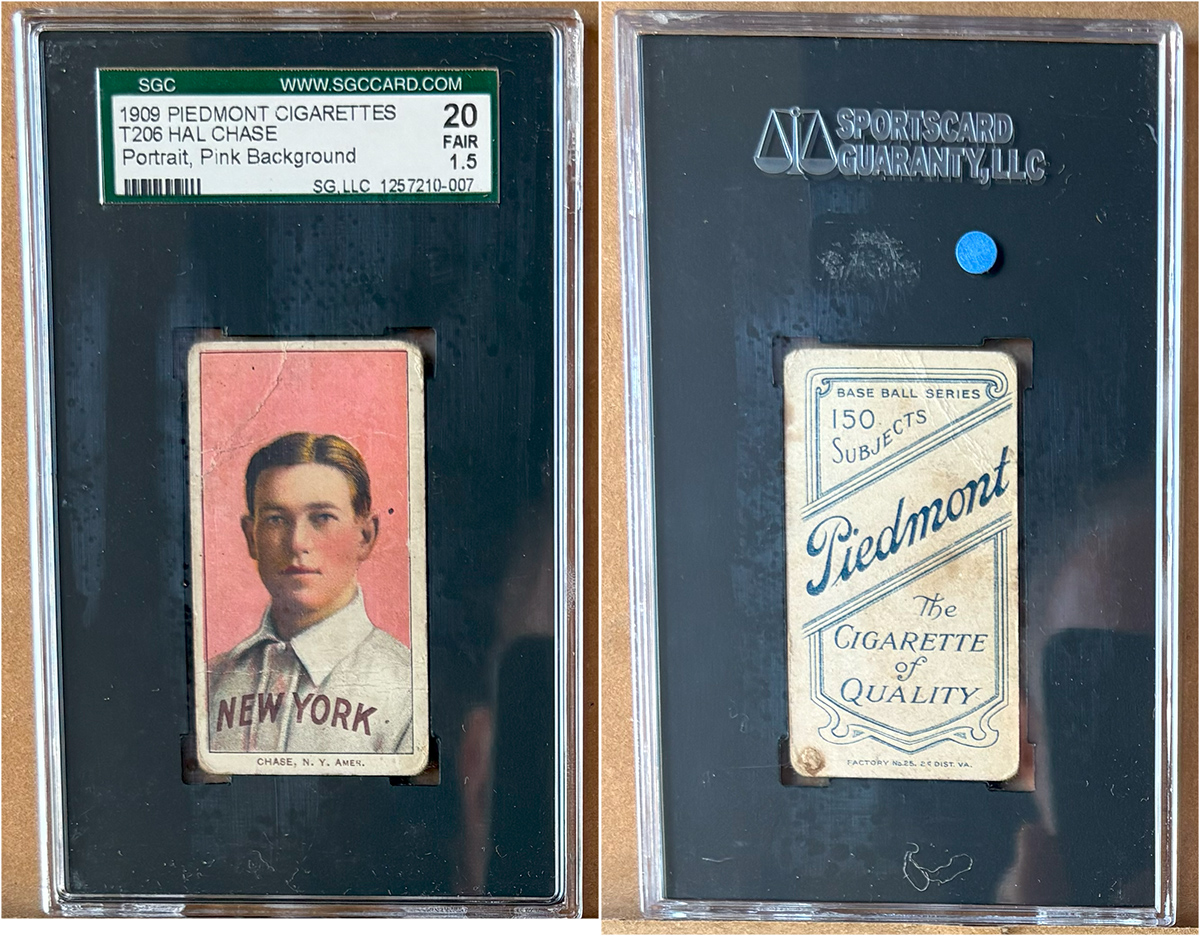 SGC WWW.SGCCARD.COM
1909 PIEDMONT CIGARETTES 20
T206 HAL CHASE FAIR
Portrait, Pink Background 1.5
SG,LLC 1257210-007
NEW YORK
CHASE, N. Y. AMER.
SPORTSCARD
GUARANTY, LLC
BASE BALL SERIES
150
SUBJECTS
Piedmont
The
CIGARETTE
of
QUALITY
FACTORY No.25. 2D DIST. VA.